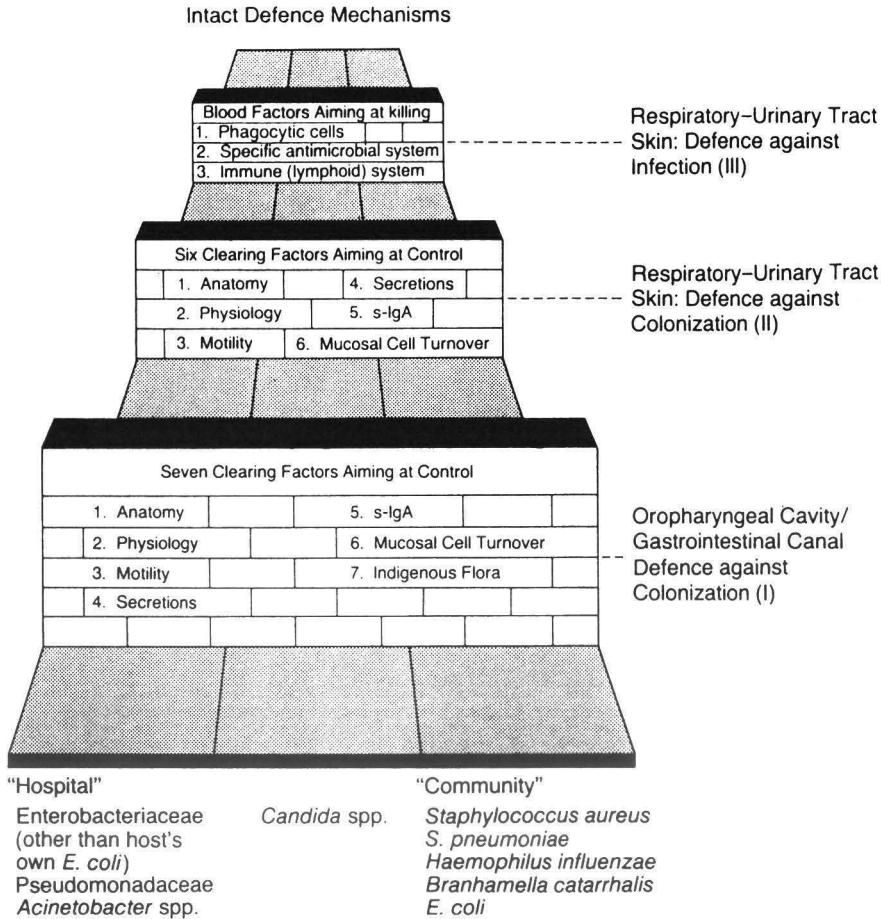 Intact Defence Mechanisms
Blood Factors Aiming at killing
1. Phagocytic cells
2. Specific antimicrobial system
3. Immune (lymphoid) system
Respiratory–Urinary Tract
Skin: Defence against
Infection (III)
Six Clearing Factors Aiming at Control
1. Anatomy
2. Physiology
3. Motility
4. Secretions
5. s-IgA
6. Mucosal Cell Turnover
Respiratory–Urinary Tract
Skin: Defence against
Colonization (II)
Seven Clearing Factors Aiming at Control
1. Anatomy
2. Physiology
3. Motility
4. Secretions
5. s-IgA
6. Mucosal Cell Turnover
7. Indigenous Flora
Oropharyngeal Cavity/
Gastrointestinal Canal
Defence against
Colonization (I)
"Hospital"
Enterobacteriaceae
(other than host's
own E. coli)
Pseudomonadaceae
Acinetobacter spp.
Candida spp.
"Community"
Staphylococcus aureus
S. pneumoniae
Haemophilus influenzae
Branhamella catarrhalis
E. coli